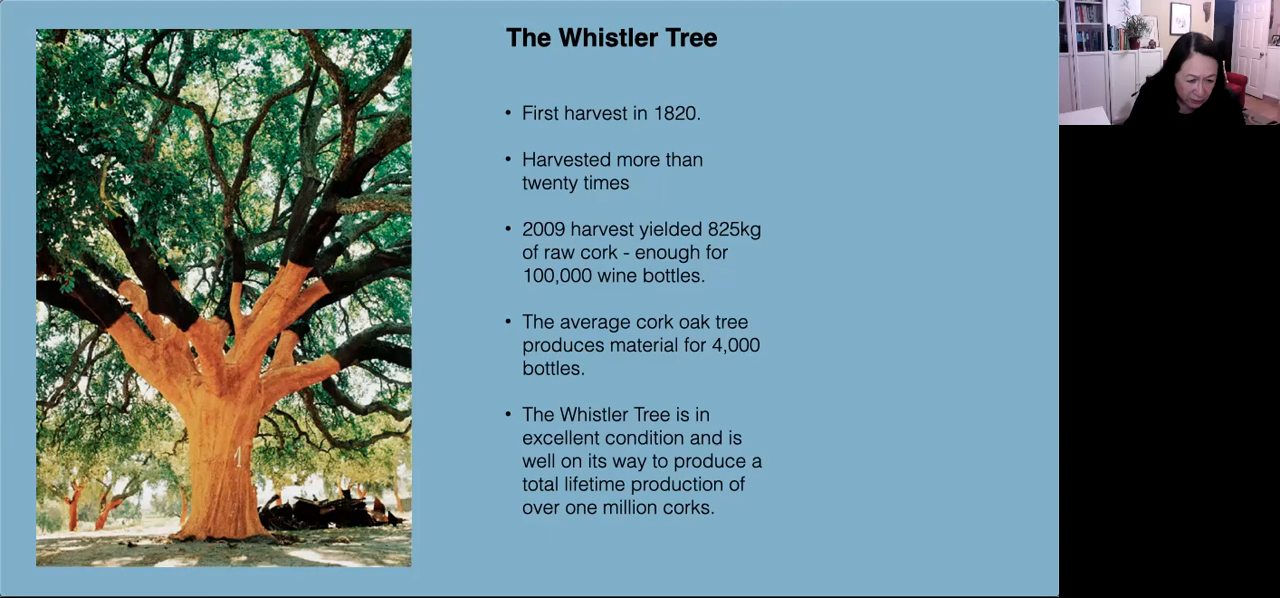 The Whistler Tree
• First harvest in 1820.
• Harvested more than
twenty times
• 2009 harvest yielded 825kg
of raw cork - enough for
100,000 wine bottles.
• The average cork oak tree
produces material for 4,000
bottles.
• The Whistler Tree is in
excellent condition and is
well on its way to produce a
total lifetime production of
over one million corks.